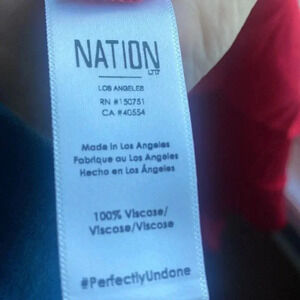 NATION
LTD
LOS ANGELES
RN #150751
CA #40554
Made in Los Angeles
Fabrique au Los Angeles
Hecho en Los Ángeles
100% Viscose/
Viscose/Viscose
#PerfectlyUndone